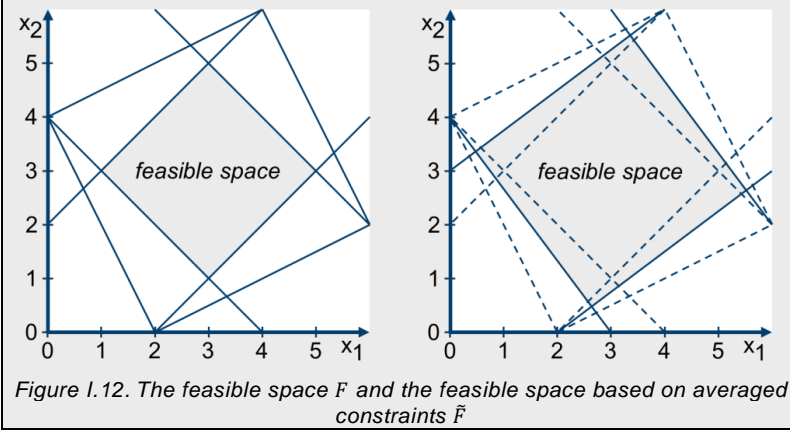 x2
5
4
3
2
1
0
feasible space
0 1 2 3 4 5 x1
x2
5
4
3
2
1
0
feasible space
0 1 2 3 4 5 x1
Figure I.12. The feasible space F and the feasible space based on averaged
constraints F̃